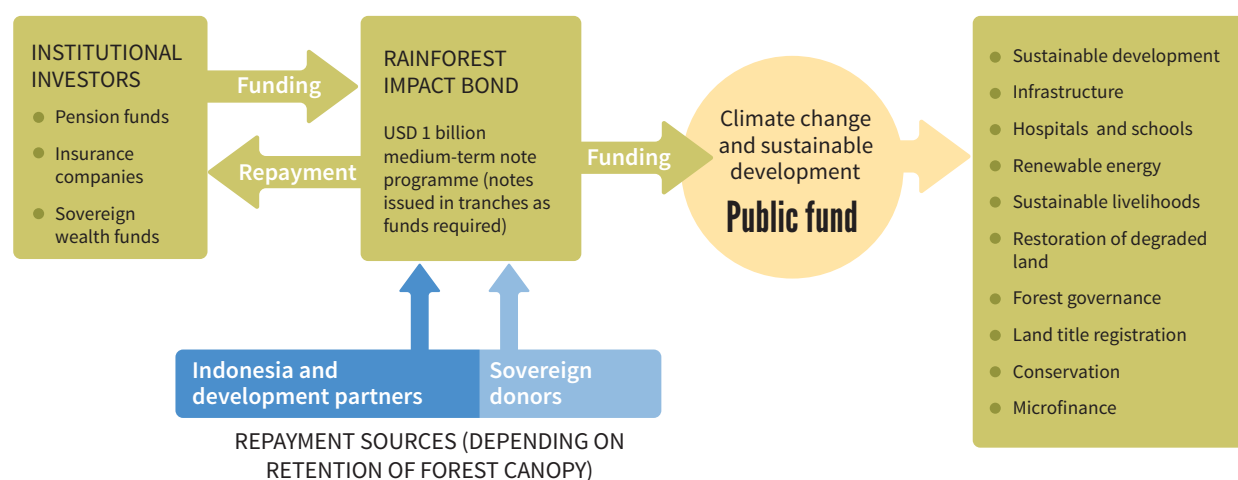 INSTITUTIONAL
INVESTORS
Pension funds
Insurance
companies
Sovereign
wealth funds
Funding
Repayment
RAINFOREST
IMPACT BOND
USD 1 billion
medium-term note
programme (notes
issued in tranches as
funds required)
Funding
Climate change
and sustainable
development
Public fund
Sustainable development
Infrastructure
Hospitals and schools
Renewable energy
Sustainable livelihoods
Restoration of degraded
land
Forest governance
Land title registration
Conservation
Microfinance
Indonesia and
development partners
Sovereign
donors
REPAYMENT SOURCES (DEPENDING ON
RETENTION OF FOREST CANOPY)